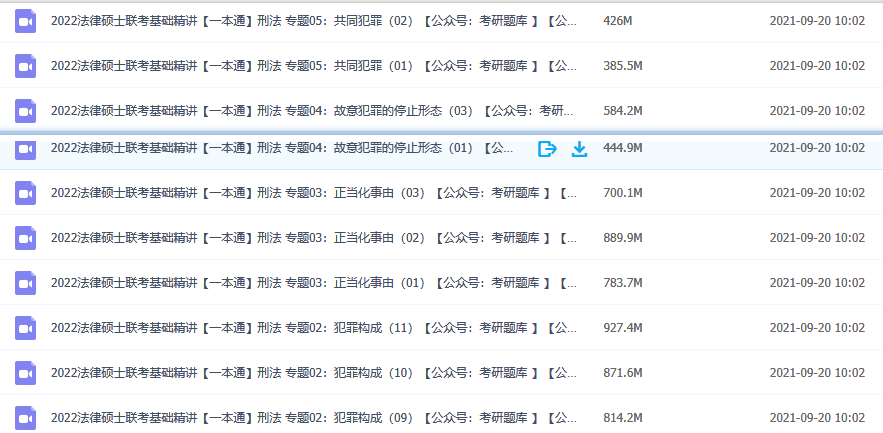 2022法律硕士联考基础精讲【一本通】刑法 专题05：共同犯罪（02）【公众号：考研题库 】【公... 426M 2021-09-20 10:02
2022法律硕士联考基础精讲【一本通】刑法 专题05：共同犯罪（01）【公众号：考研题库 】【公... 385.5M 2021-09-20 10:02
2022法律硕士联考基础精讲【一本通】刑法 专题04：故意犯罪的停止形态（03）【公众号：考研... 584.2M 2021-09-20 10:02
2022法律硕士联考基础精讲【一本通】刑法 专题04：故意犯罪的停止形态（01）【公... 444.9M 2021-09-20 10:02
2022法律硕士联考基础精讲【一本通】刑法 专题03：正当化事由（03）【公众号：考研题库 】【... 700.1M 2021-09-20 10:02
2022法律硕士联考基础精讲【一本通】刑法 专题03：正当化事由（02）【公众号：考研题库 】【... 889.9M 2021-09-20 10:02
2022法律硕士联考基础精讲【一本通】刑法 专题03：正当化事由（01）【公众号：考研题库 】【... 783.7M 2021-09-20 10:02
2022法律硕士联考基础精讲【一本通】刑法 专题02：犯罪构成（11）【公众号：考研题库 】【公... 927.4M 2021-09-20 10:02
2022法律硕士联考基础精讲【一本通】刑法 专题02：犯罪构成（10）【公众号：考研题库 】【公... 871.6M 2021-09-20 10:02
2022法律硕士联考基础精讲【一本通】刑法 专题02：犯罪构成（09）【公众号：考研题库 】【公... 814.2M 2021-09-20 10:02